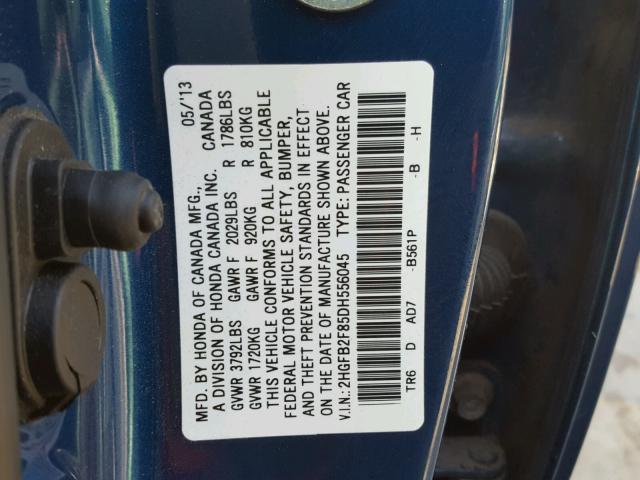 MFD. BY HONDA OF CANADA MFG., 05/'13
A DIVISION OF HONDA CANADA INC. CANADA
GVWR 3792LBS GAWR F 2029LBS R 1786LBS
GVWR 1720KG GAWR F 920KG R 810KG
THIS VEHICLE CONFORMS TO ALL APPLICABLE
FEDERAL MOTOR VEHICLE SAFETY, BUMPER,
AND THEFT PREVENTION STANDARDS IN EFFECT
ON THE DATE OF MANUFACTURE SHOWN ABOVE.
V.I.N.: 2HGFB2F85DH556045 TYPE: PASSENGER CAR
TR6 D AD7 -B561P -B -H